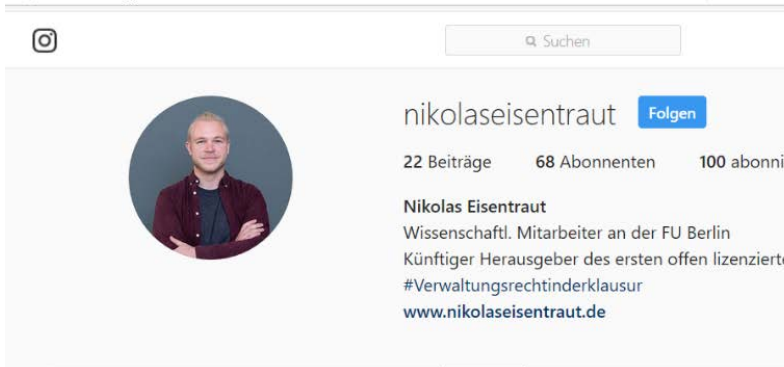 Suchen
nikolaseisentraut Folgen
22 Beiträge 68 Abonnenten 100 abonni
Nikolas Eisentraut
Wissenschaftl. Mitarbeiter an der FU Berlin
Künftiger Herausgeber des ersten offen lizenzierte
#Verwaltungsrechtinderklausur
www.nikolaseisentraut.de